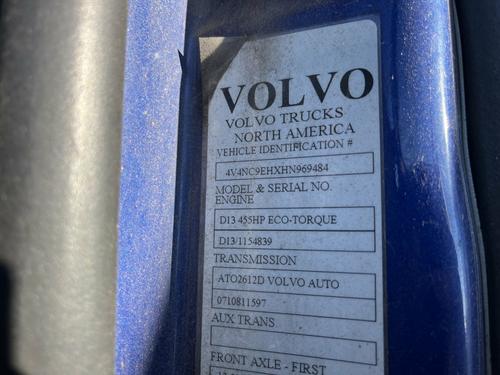 VOLVO
VOLVO TRUCKS
NORTH AMERICA
VEHICLE IDENTIFICATION #
4V4NC9EHXHN969484
MODEL & SERIAL NO.
ENGINE
D13 455HP ECO-TORQUE
D13/1154839
TRANSMISSION
ATO2612D VOLVO AUTO
0710811597
AUX TRANS
FRONT AXLE - FIRST